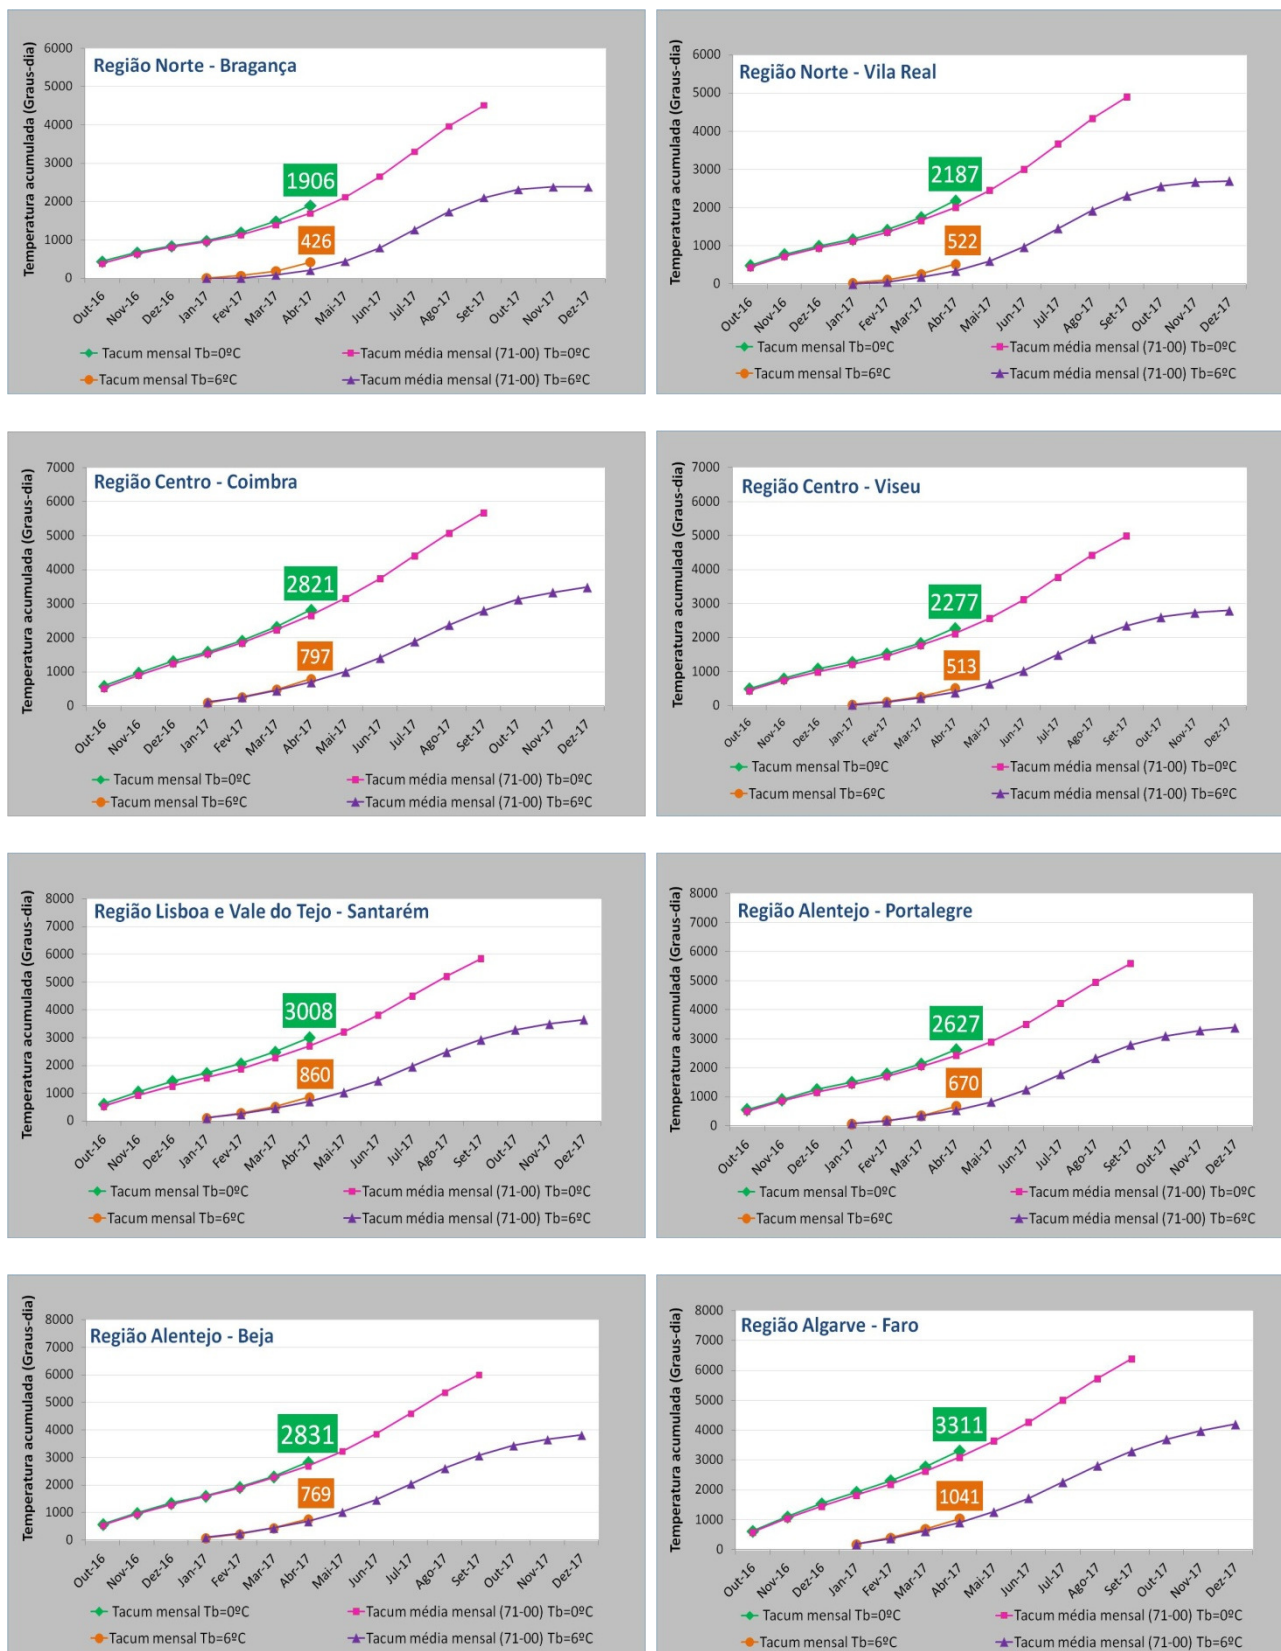 Temperatura acumulada (Graus-dia)
Região Norte - Bragança
6000
5000
4000
3000
2000
1000
0
1906
426
Out-16 Nov-16 Dez-16 Jan-17 Fev-17 Mar-17 Abr-17 Mai-17 Jun-17 Jul-17 Ago-17 Set-17 Out-17 Nov-17 Dez-17
Tacum mensal Tb=0ºC Tacum média mensal (71-00) Tb=0ºC
Tacum mensal Tb=6ºC Tacum média mensal (71-00) Tb=6ºC
Temperatura acumulada (Graus-dia)
Região Norte - Vila Real
6000
5000
4000
3000
2000
1000
0
2187
522
Out-16 Nov-16 Dez-16 Jan-17 Fev-17 Mar-17 Abr-17 Mai-17 Jun-17 Jul-17 Ago-17 Set-17 Out-17 Nov-17 Dez-17
Tacum mensal Tb=0ºC Tacum média mensal (71-00) Tb=0ºC
Tacum mensal Tb=6ºC Tacum média mensal (71-00) Tb=6ºC
Temperatura acumulada (Graus-dia)
Região Centro - Coimbra
7000
6000
5000
4000
3000
2000
1000
0
2821
797
Out-16 Nov-16 Dez-16 Jan-17 Fev-17 Mar-17 Abr-17 Mai-17 Jun-17 Jul-17 Ago-17 Set-17 Out-17 Nov-17 Dez-17
Tacum mensal Tb=0ºC Tacum média mensal (71-00) Tb=0ºC
Tacum mensal Tb=6ºC Tacum média mensal (71-00) Tb=6ºC
Temperatura acumulada (Graus-dia)
Região Centro - Viseu
7000
6000
5000
4000
3000
2000
1000
0
2277
513
Out-16 Nov-16 Dez-16 Jan-17 Fev-17 Mar-17 Abr-17 Mai-17 Jun-17 Jul-17 Ago-17 Set-17 Out-17 Nov-17 Dez-17
Tacum mensal Tb=0ºC Tacum média mensal (71-00) Tb=0ºC
Tacum mensal Tb=6ºC Tacum média mensal (71-00) Tb=6ºC
Temperatura acumulada (Graus-dia)
Região Lisboa e Vale do Tejo - Santarém
8000
7000
6000
5000
4000
3000
2000
1000
0
3008
860
Out-16 Nov-16 Dez-16 Jan-17 Fev-17 Mar-17 Abr-17 Mai-17 Jun-17 Jul-17 Ago-17 Set-17 Out-17 Nov-17 Dez-17
Tacum mensal Tb=0ºC Tacum média mensal (71-00) Tb=0ºC
Tacum mensal Tb=6ºC Tacum média mensal (71-00) Tb=6ºC
Temperatura acumulada (Graus-dia)
Região Alentejo - Portalegre
8000
7000
6000
5000
4000
3000
2000
1000
0
2627
670
Out-16 Nov-16 Dez-16 Jan-17 Fev-17 Mar-17 Abr-17 Mai-17 Jun-17 Jul-17 Ago-17 Set-17 Out-17 Nov-17 Dez-17
Tacum mensal Tb=0ºC Tacum média mensal (71-00) Tb=0ºC
Tacum mensal Tb=6ºC Tacum média mensal (71-00) Tb=6ºC
Temperatura acumulada (Graus-dia)
Região Alentejo - Beja
8000
7000
6000
5000
4000
3000
2000
1000
0
2831
769
Out-16 Nov-16 Dez-16 Jan-17 Fev-17 Mar-17 Abr-17 Mai-17 Jun-17 Jul-17 Ago-17 Set-17 Out-17 Nov-17 Dez-17
Tacum mensal Tb=0ºC Tacum média mensal (71-00) Tb=0ºC
Tacum mensal Tb=6ºC Tacum média mensal (71-00) Tb=6ºC
Temperatura acumulada (Graus-dia)
Região Algarve - Faro
8000
7000
6000
5000
4000
3000
2000
1000
0
3311
1041
Out-16 Nov-16 Dez-16 Jan-17 Fev-17 Mar-17 Abr-17 Mai-17 Jun-17 Jul-17 Ago-17 Set-17 Out-17 Nov-17 Dez-17
Tacum mensal Tb=0ºC Tacum média mensal (71-00) Tb=0ºC
Tacum mensal Tb=6ºC Tacum média mensal (71-00) Tb=6ºC